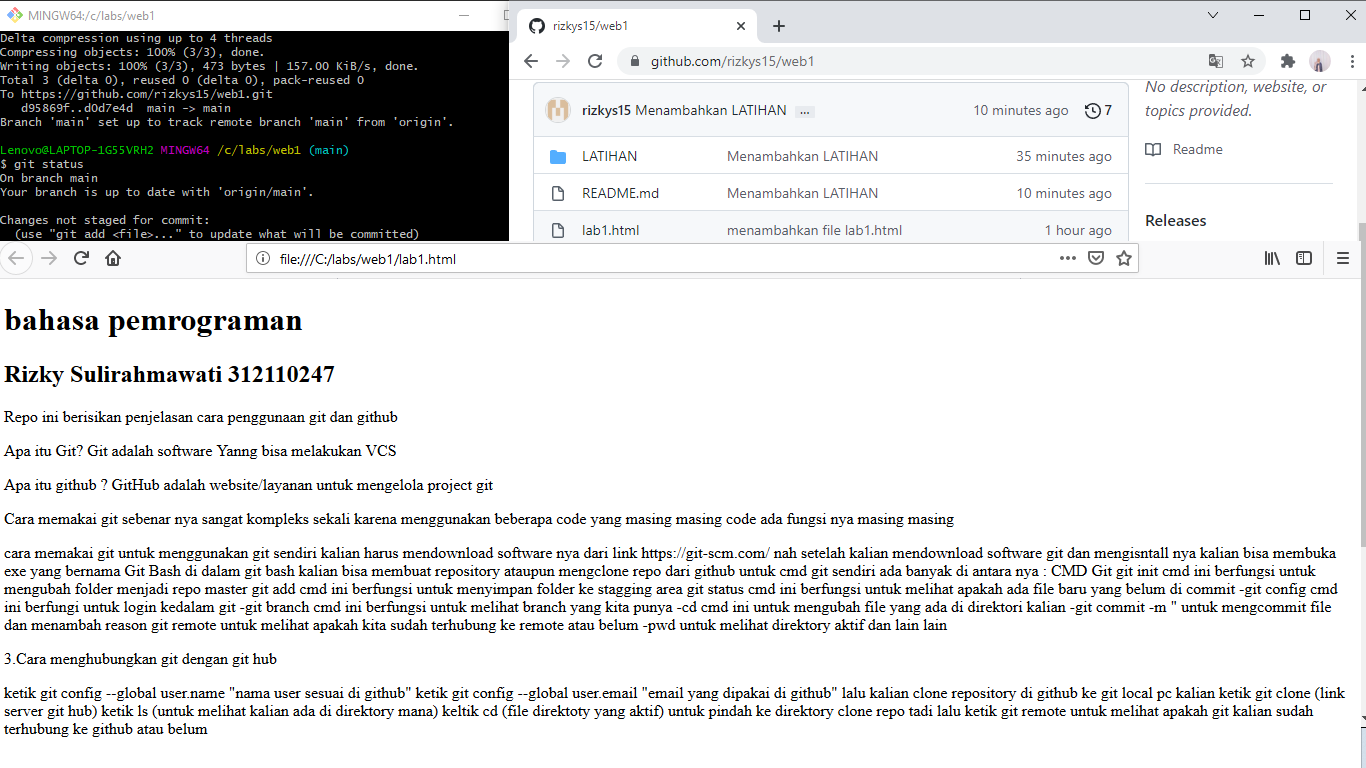 MINGW64:/c/labs/web1
Delta compression using up to 4 threads
Compressing objects: 100% (3/3), done.
Writing objects: 100% (3/3), 473 bytes | 157.00 KiB/s, done.
Total 3 (delta 0), reused 0 (delta 0), pack-reused 0
To https://github.com/rizkys15/web1.git
d95869f..d0d7e4d  main -> main
Branch 'main' set up to track remote branch 'main' from 'origin'.
Lenovo@LAPTOP-1G55VRH2 MINGW64 /c/labs/web1 (main)
$ git status
On branch main
Your branch is up to date with 'origin/main'.
Changes not staged for commit:
(use "git add <file>..." to update what will be committed)
rizkys15/web1
github.com/rizkys15/web1
rizkys15 Menambahkan LATIHAN ... 10 minutes ago 7
LATIHAN Menambahkan LATIHAN 35 minutes ago
README.md Menambahkan LATIHAN 10 minutes ago
lab1.html menambahkan file lab1.html 1 hour ago
No description, website, or
topics provided.
Readme
Releases
file:///C:/labs/web1/lab1.html
bahasa pemrograman
Rizky Sulirahmawati 312110247
Repo ini berisikan penjelasan cara penggunaan git dan github
Apa itu Git? Git adalah software Yanng bisa melakukan VCS
Apa itu github ? GitHub adalah website/layanan untuk mengelola project git
Cara memakai git sebenar nya sangat kompleks sekali karena menggunakan beberapa code yang masing masing code ada fungsi nya masing masing
cara memakai git untuk menggunakan git sendiri kalian harus mendownload software nya dari link https://git-scm.com/ nah setelah kalian mendownload software git dan mengisntall nya kalian bisa membuka
exe yang bernama Git Bash di dalam git bash kalian bisa membuat repository ataupun mengclone repo dari github untuk cmd git sendiri ada banyak di antara nya : CMD Git git init cmd ini berfungsi untuk
mengubah folder menjadi repo master git add cmd ini berfungsi untuk menyimpan folder ke stagging area git status cmd ini berfungsi untuk melihat apakah ada file baru yang belum di commit -git config cmd
ini berfungi untuk login kedalam git -git branch cmd ini berfungsi untuk melihat branch yang kita punya -cd cmd ini untuk mengubah file yang ada di direktori kalian -git commit -m '' untuk mengcommit file
dan menambah reason git remote untuk melihat apakah kita sudah terhubung ke remote atau belum -pwd untuk melihat direktory aktif dan lain lain
3.Cara menghubungkan git dengan git hub
ketik git config --global user.name "nama user sesuai di github" ketik git config --global user.email "email yang dipakai di github" lalu kalian clone repository di github ke git local pc kalian ketik git clone (link
server git hub) ketik ls (untuk melihat kalian ada di direktory mana) keltik cd (file direktoty yang aktif) untuk pindah ke direktory clone repo tadi lalu ketik git remote untuk melihat apakah git kalian sudah
terhubung ke github atau belum